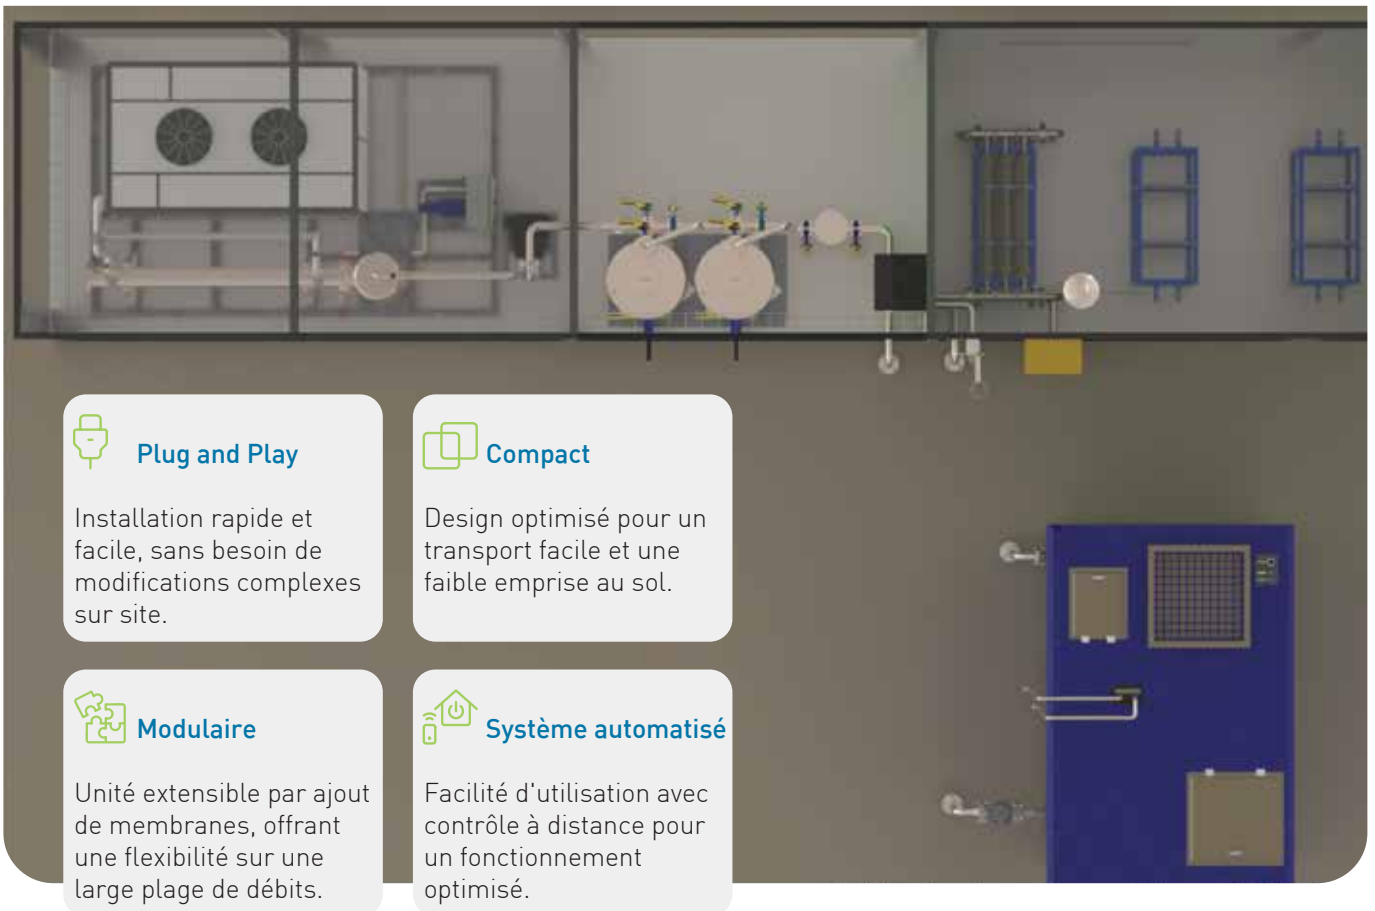 Plug and Play
Installation rapide et
facile, sans besoin de
modifications complexes
sur site.
Compact
Design optimisé pour un
transport facile et une
faible emprise au sol.
Modulaire
Unité extensible par ajout
de membranes, offrant
une flexibilité sur une
large plage de débits.
Système automatisé
Facilité d'utilisation avec
contrôle à distance pour
un fonctionnement
optimisé.